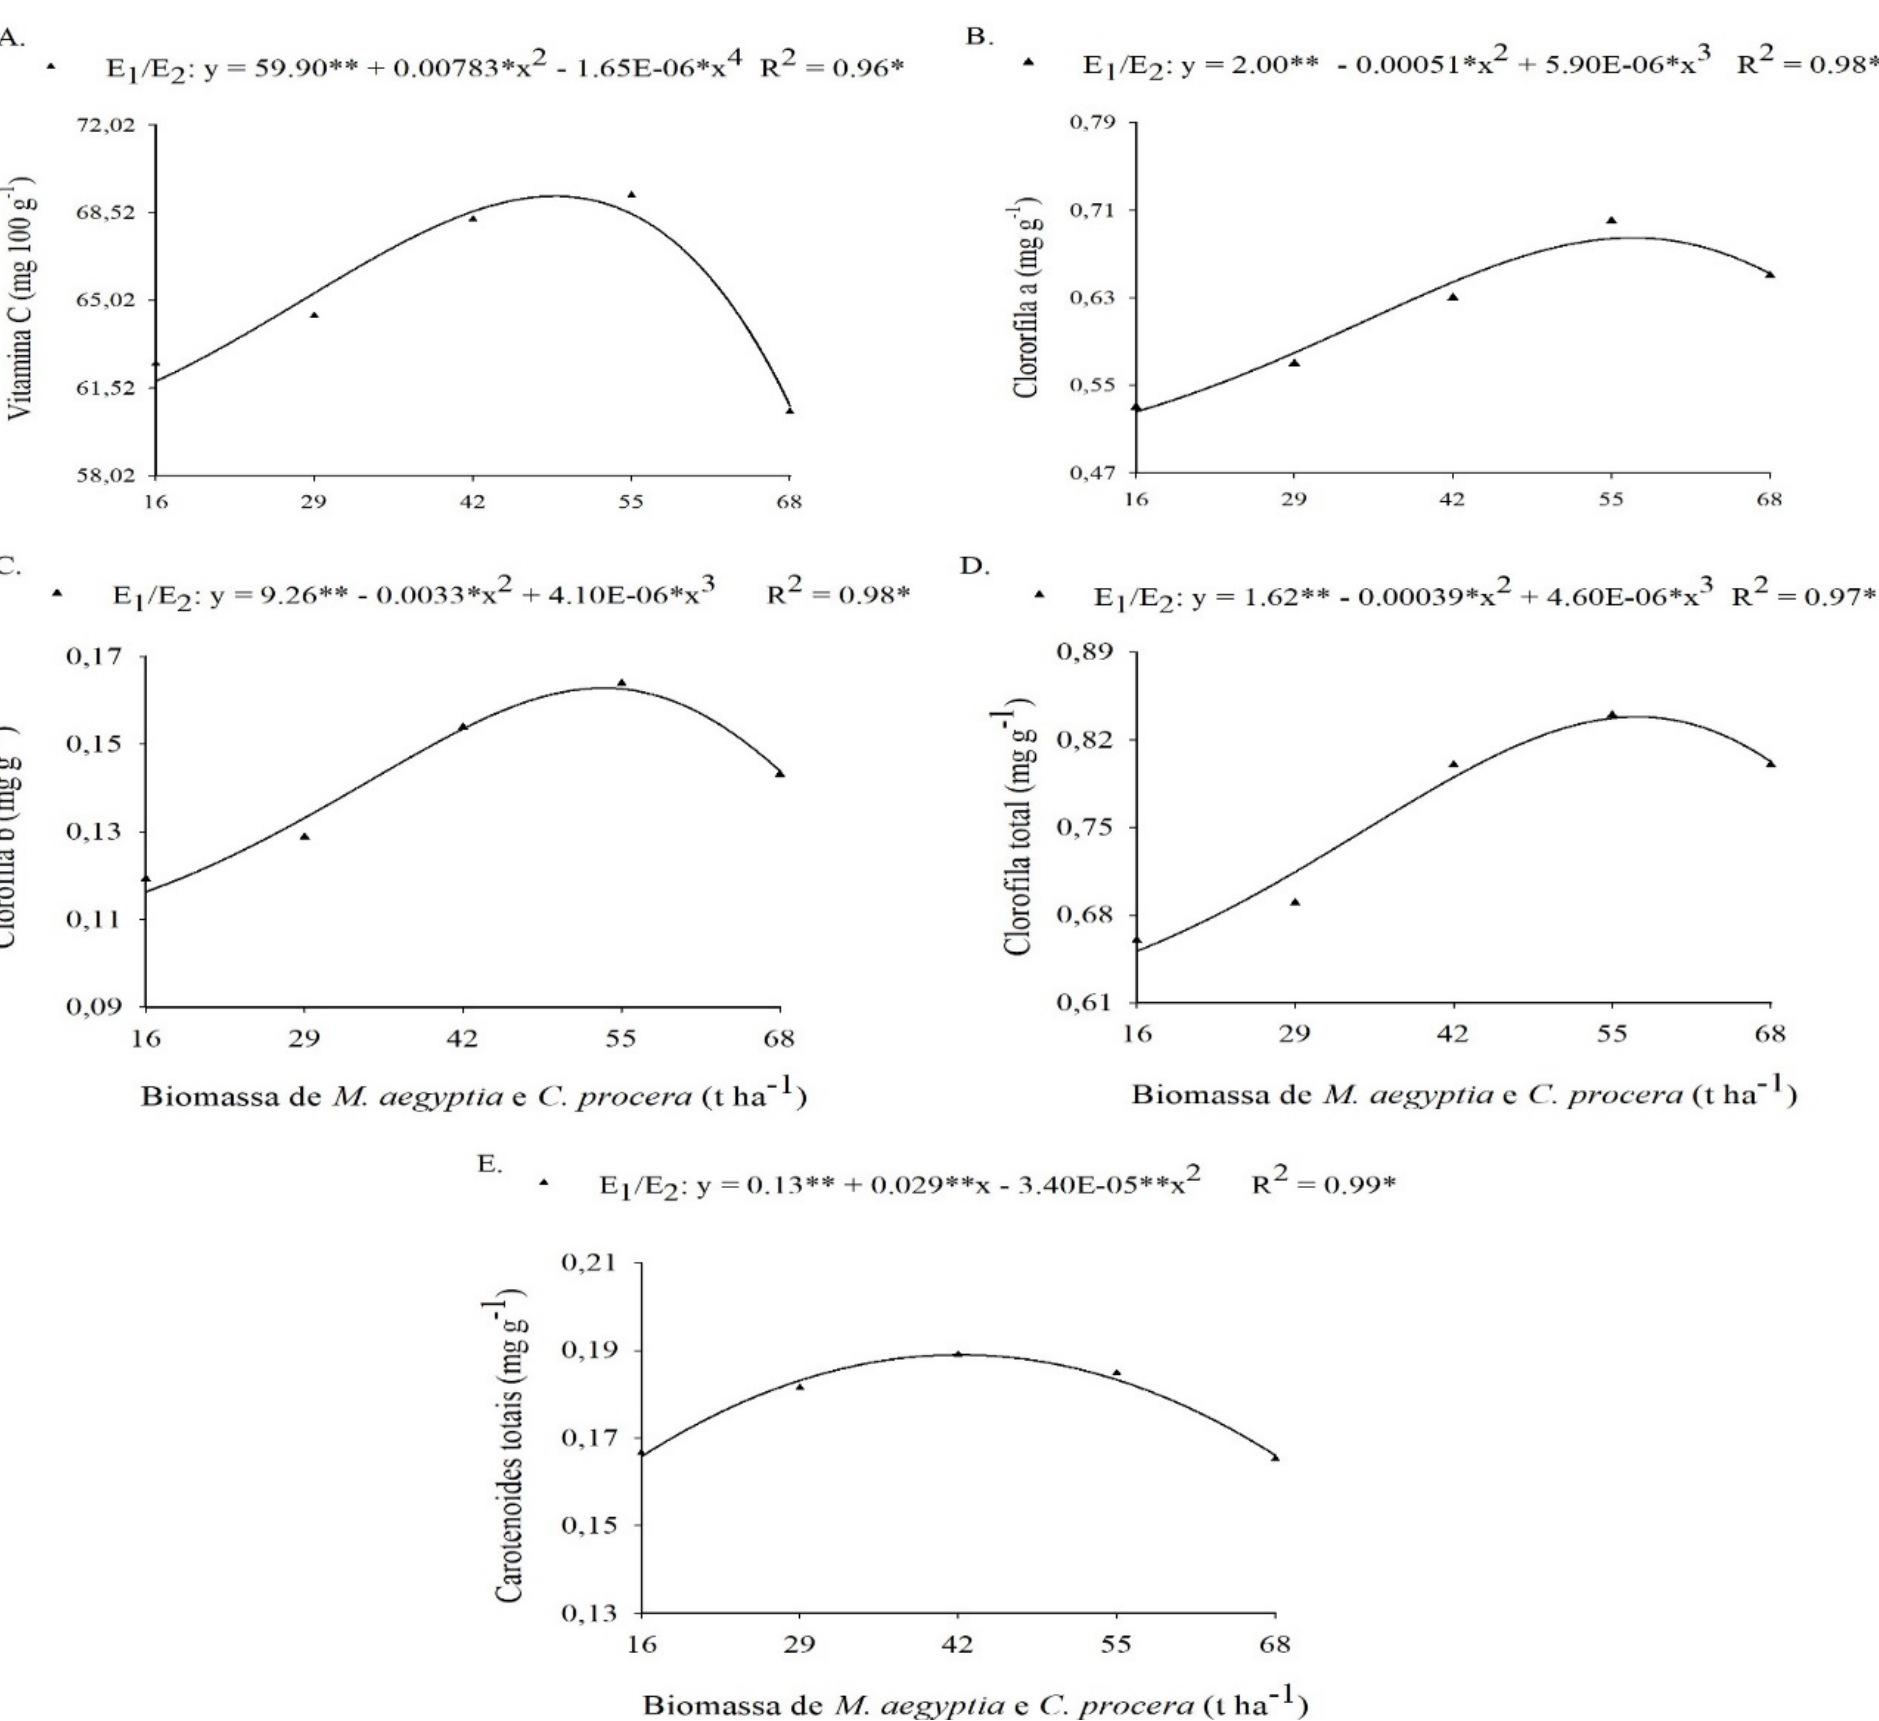 A.
E1/E2: y = 59.90** + 0.00783*x2 - 1.65E-06*x4 R2 = 0.96*
72,02
68,52
65,02
61,52
58,02
Vitamina C (mg 100 g-1)
16 29 42 55 68
B.
E1/E2: y = 2.00** - 0.00051*x2 + 5.90E-06*x3 R2 = 0.98*
0,79
0,71
0,63
0,55
0,47
Clororfila a (mg g-1)
16 29 42 55 68
C.
E1/E2: y = 9.26** - 0.0033*x2 + 4.10E-06*x3 R2 = 0.98*
0,17
0,15
0,13
0,11
0,09
Clorofila b (mg g )
16 29 42 55 68
Biomassa de M. aegyptia e C. procera (t ha-1)
D.
E1/E2: y = 1.62** - 0.00039*x2 + 4.60E-06*x3 R2 = 0.97*
0,89
0,82
0,75
0,68
0,61
Clorofila total (mg g-1)
16 29 42 55 68
Biomassa de M. aegyptia e C. procera (t ha-1)
E.
E1/E2: y = 0.13** + 0.029**x - 3.40E-05**x2 R2 = 0.99*
0,21
0,19
0,17
0,15
0,13
Carotenoides totais (mg g-1)
16 29 42 55 68
Biomassa de M. aegyptia e C. procera (t ha-1)